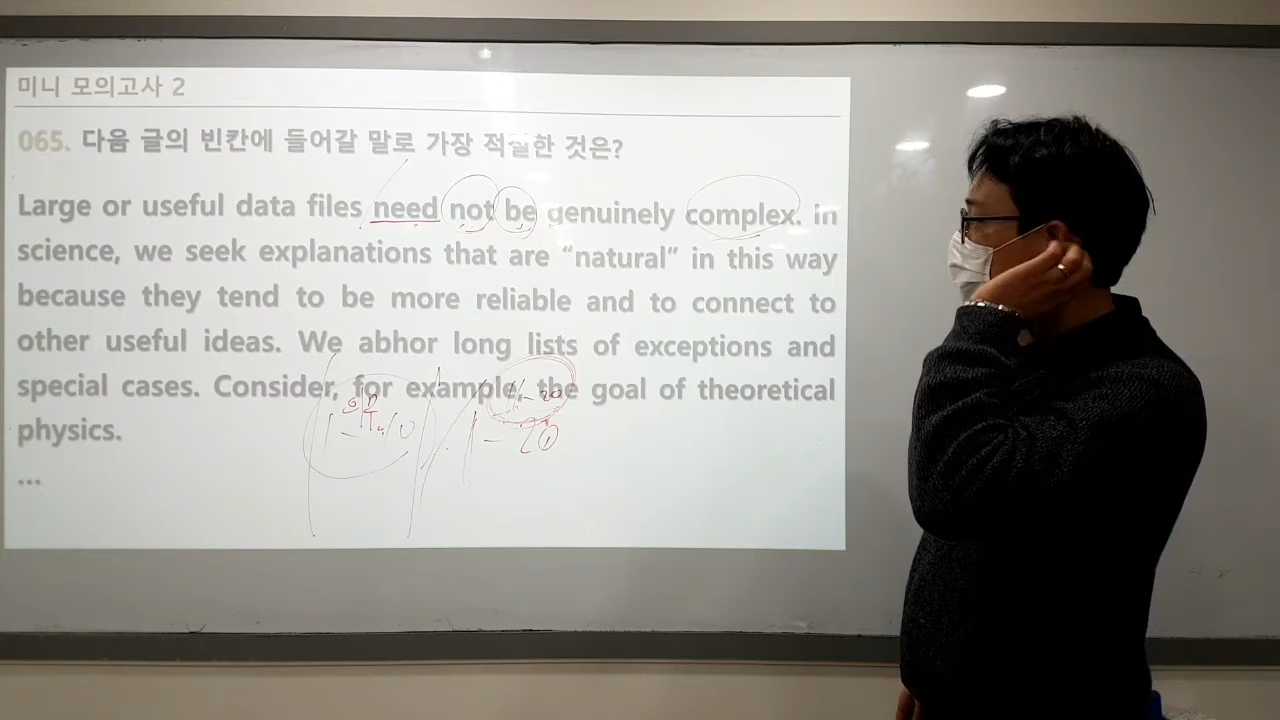 미니 모의고사 2
065. 다음 글의 빈칸에 들어갈 말로 가장 적절한 것은?
Large or useful data files need not be genuinely complex. In
science, we seek explanations that are “natural” in this way
because they tend to be more reliable and to connect to
other useful ideas. We abhor long lists of exceptions and
special cases. Consider, for example, the goal of theoretical
physics.
...